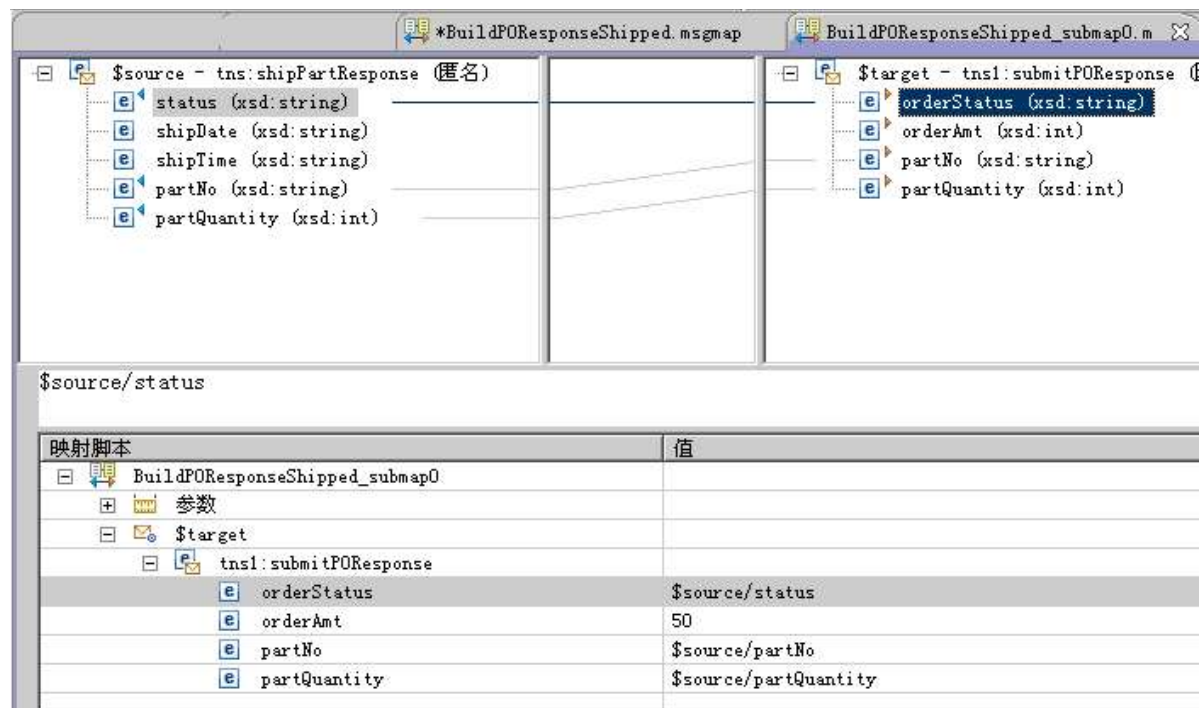 *BuildPOResponseShipped.msgmap
BuildPOResponseShipped_submap0.m
$source - tns:shipPartResponse (匿名)
status (xsd:string)
shipDate (xsd:string)
shipTime (xsd:string)
partNo (xsd:string)
partQuantity (xsd:int)
$target - tns1:submitPOResponse
orderStatus (xsd:string)
orderAmt (xsd:int)
partNo (xsd:string)
partQuantity (xsd:int)
$source/status
映射脚本 值
BuildPOResponseShipped_submap0
参数
$target
tns1:submitPOResponse
orderStatus $source/status
orderAmt 50
partNo $source/partNo
partQuantity $source/partQuantity